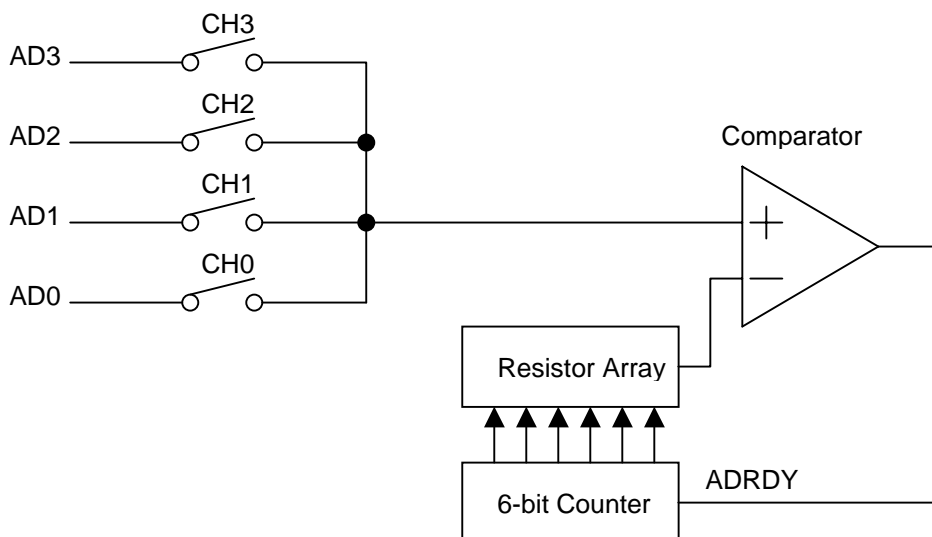 CH3
AD3
CH2
AD2
Comparator
CH1
AD1
CH0
AD0
Resistor Array
ADRDY
6-bit Counter